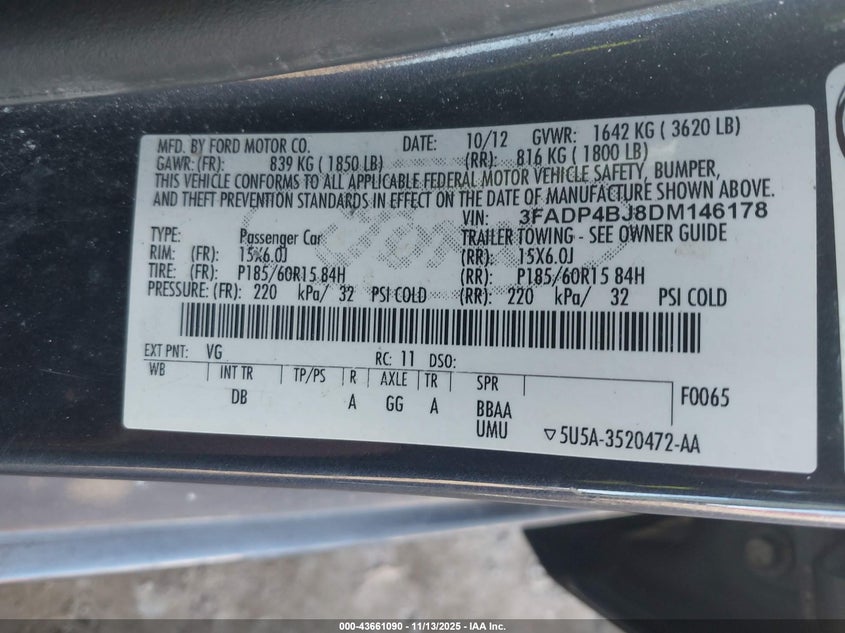 MFD. BY FORD MOTOR CO. DATE: 10/12 GVWR: 1642 KG ( 3620 LB)
GAWR: (FR): 839 KG ( 1850 LB) (RR): 816 KG ( 1800 LB)
THIS VEHICLE CONFORMS TO ALL APPLICABLE FEDERAL MOTOR VEHICLE SAFETY, BUMPER,
AND THEFT PREVENTION STANDARDS IN EFFECT ON THE DATE OF MANUFACTURE SHOWN ABOVE.
VIN: 3FADP4BJ8DM146178
TYPE: Passenger Car TRAILER TOWING - SEE OWNER GUIDE
RIM: (FR): 15X6.0J (RR): 15X6.0J
TIRE: (FR): P185/60R15 84H (RR): P185/60R15 84H
PRESSURE: (FR): 220 kPa/ 32 PSI COLD (RR): 220 kPa/ 32 PSI COLD
EXT PNT: VG RC: 11 DSO:
WB INT TR TP/PS R AXLE TR SPR F0065
DB A GG A BBAA
UMU ▽5U5A-3520472-AA
000-43661090 - 11/13/2025 - IAA Inc.